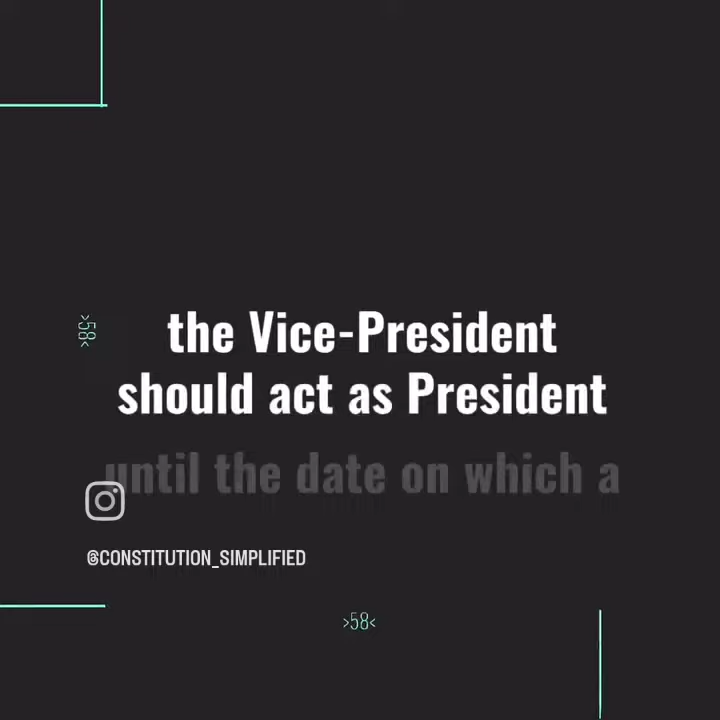 >58<
the Vice-President
should act as President
until the date on which a
@CONSTITUTION_SIMPLIFIED
>58<